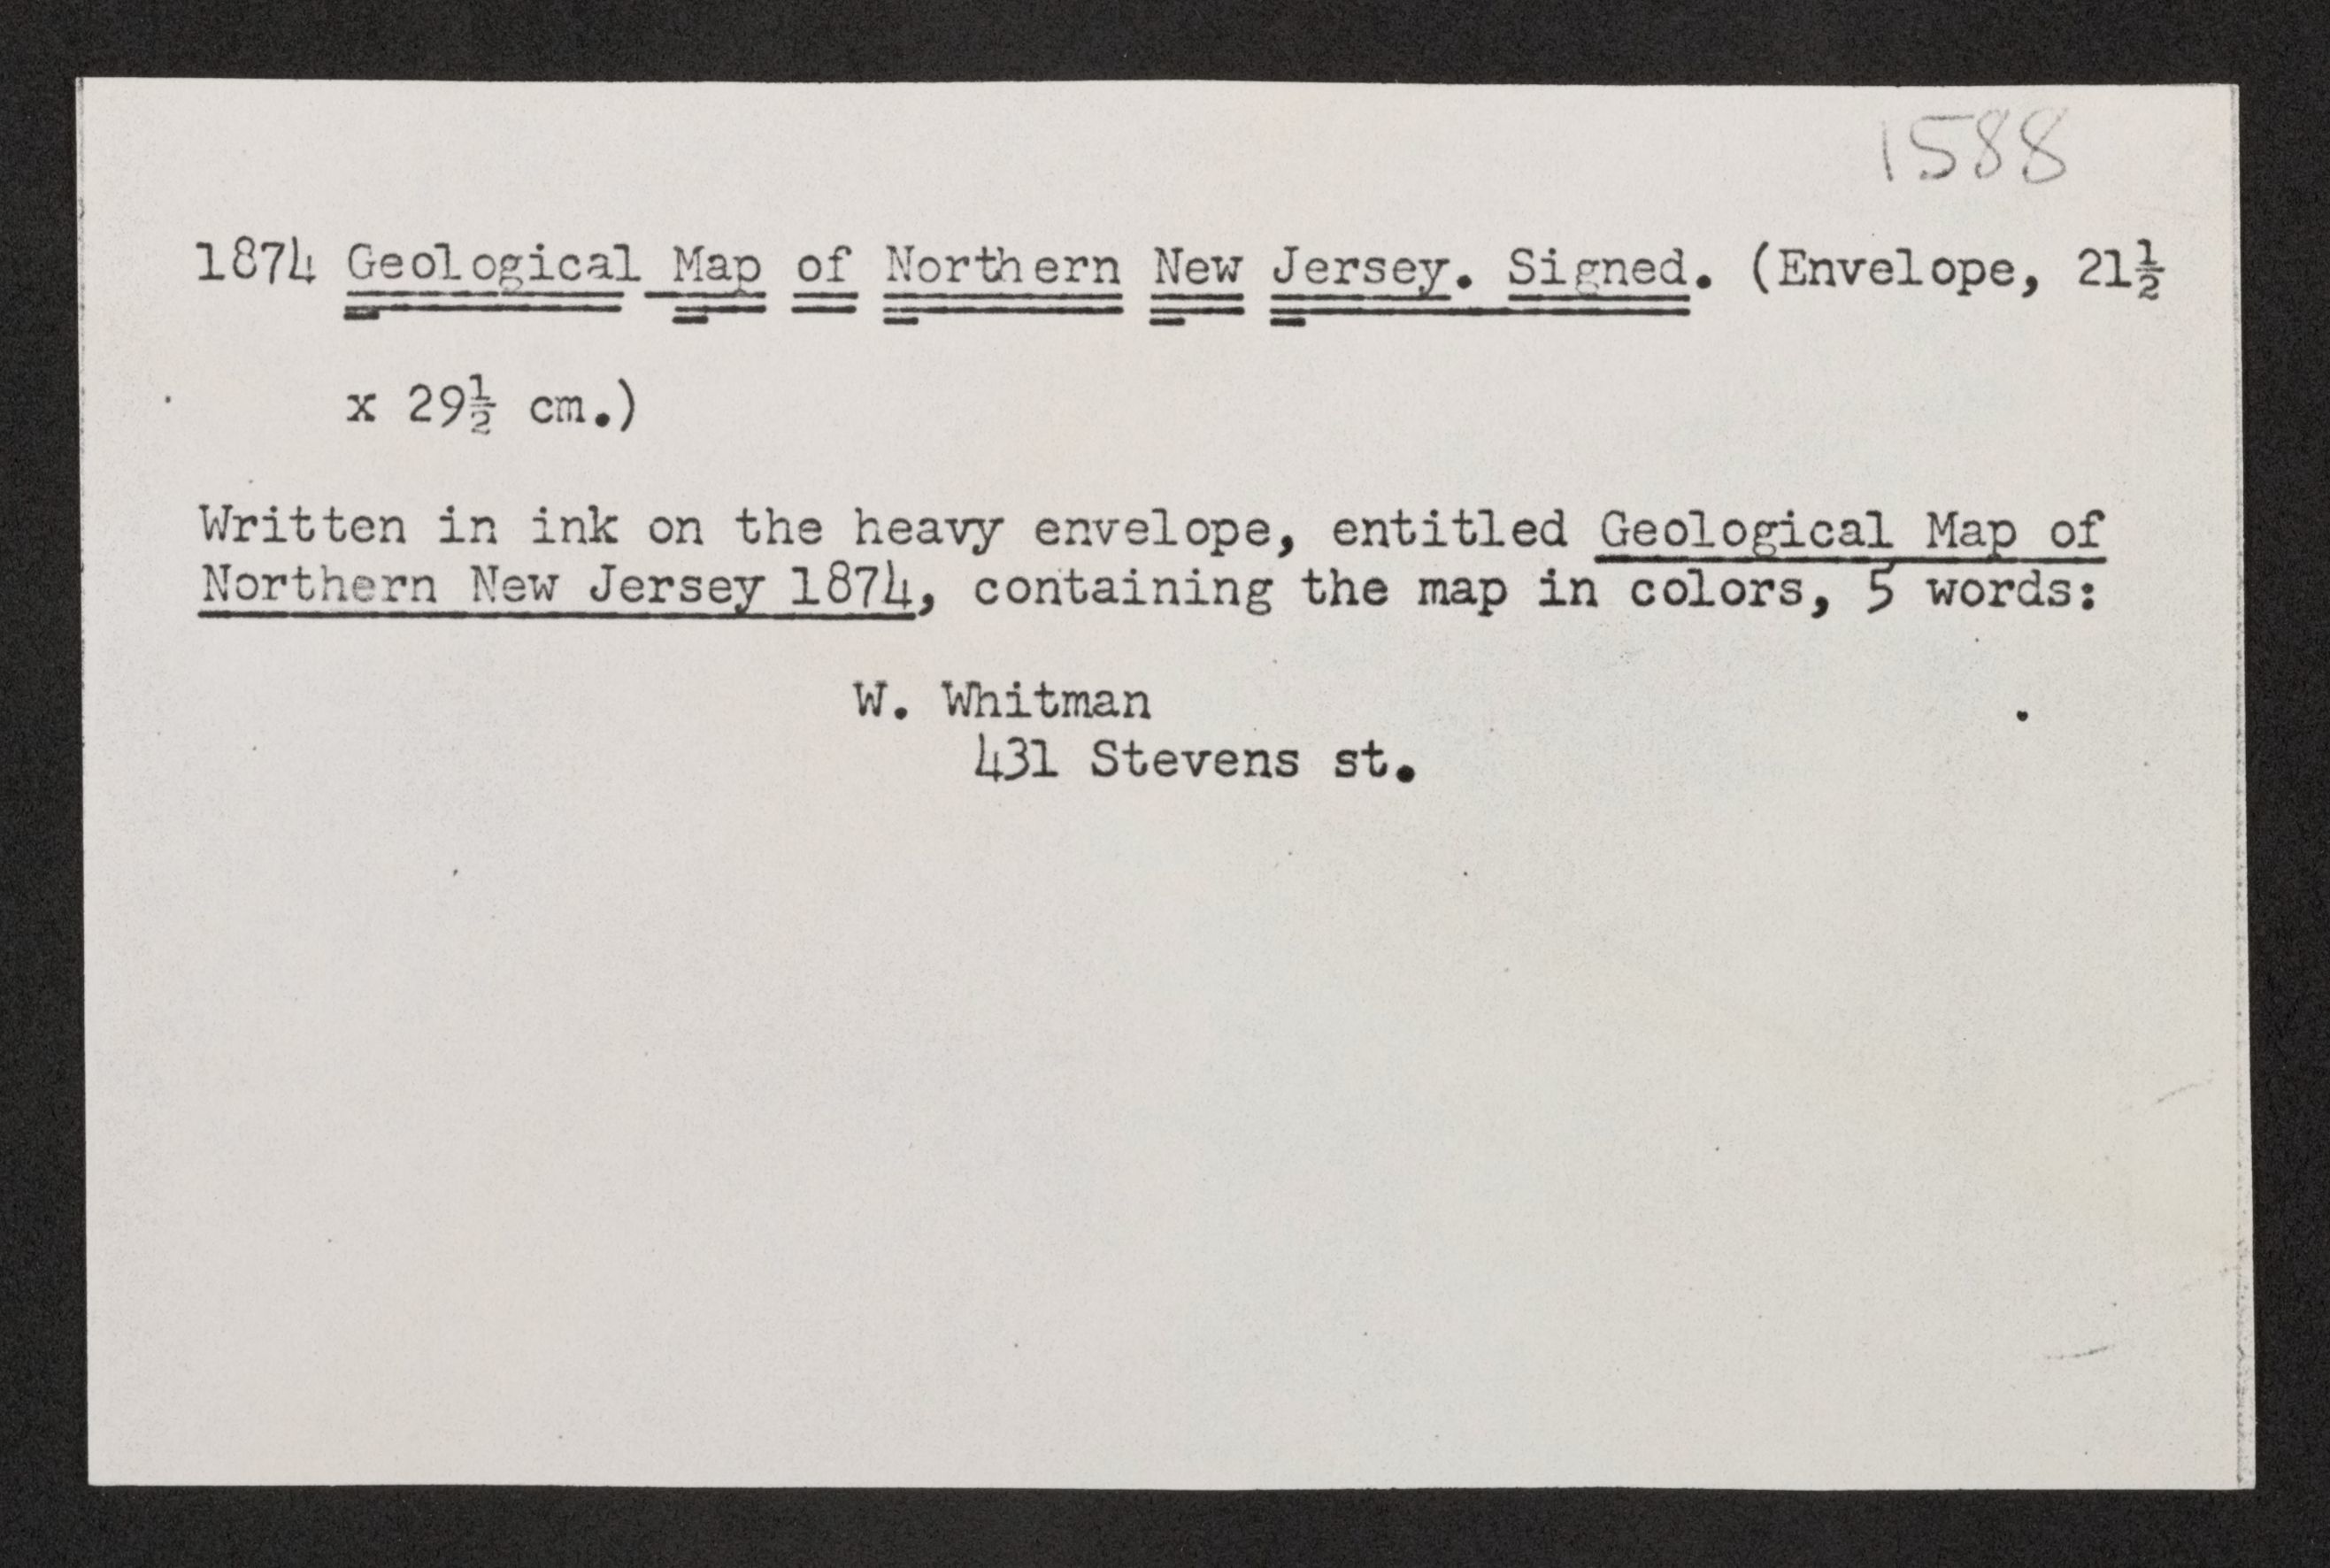 1588
1874 Geological Map of Northern New Jersey. Signed. (Envelope, 21½
x 29½ cm.)
Written in ink on the heavy envelope, entitled Geological Map of
Northern New Jersey 1874, containing the map in colors, 5 words:
W. Whitman
431 Stevens st.